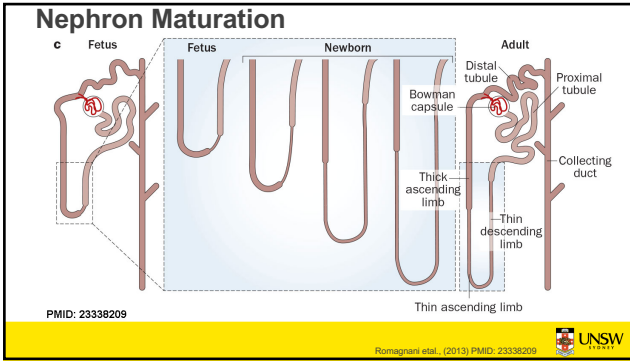 Nephron Maturation
c Fetus
Fetus
Newborn
Adult
Distal
tubule
Proximal
tubule
Bowman
capsule
Collecting
duct
Thick
ascending
limb
Thin
descending
limb
Thin ascending limb
PMID: 23338209
Romagnani etal., (2013) PMID: 23338209
UNSW
SYDNEY